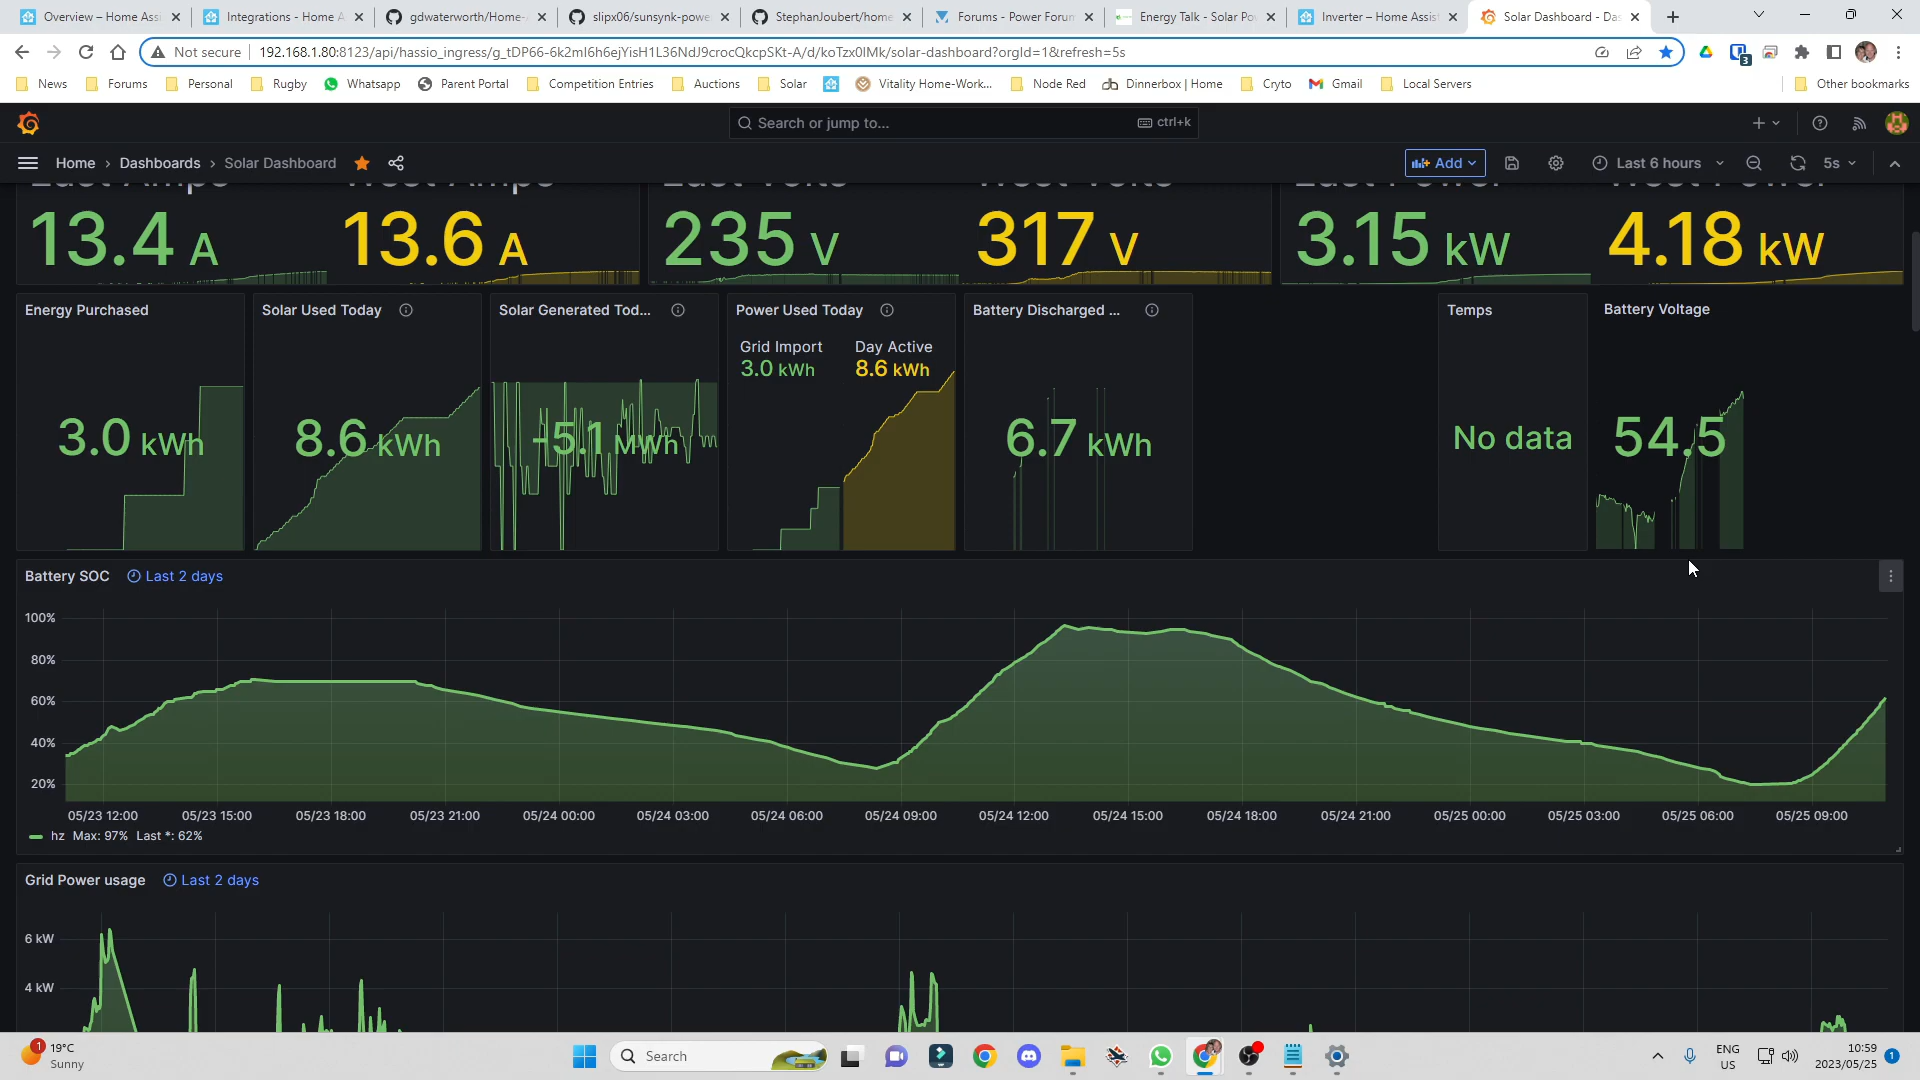 Overview – Home Assi
Integrations - Home A
gdwaterworth/Home-
slipx06/sunsynk-powe
StephanJoubert/home
Forums - Power Forum
Energy Talk - Solar Po
Inverter – Home Assist
Solar Dashboard - Das
Not secure
192.168.1.80:8123/api/hassio_ingress/g_tDP66-6k2ml6h6ejYisH1L36NdJ9crocQkcpSKt-A/d/koTzx0lMk/solar-dashboard?orgId=1&refresh=5s
3
News
Forums
Personal
Rugby
Whatsapp
Parent Portal
Competition Entries
Auctions
Solar
Vitality Home-Work...
Node Red
Dinnerbox | Home
Cryto
Gmail
Local Servers
Other bookmarks
Search or jump to...
ctrl+k
Home › Dashboards › Solar Dashboard
Add
Last 6 hours
5s
13.4 A
13.6 A
235 V
317 V
3.15 kW
4.18 kW
Energy Purchased
3.0 kWh
Solar Used Today
8.6 kWh
Solar Generated Tod...
-5.1 MWh
Power Used Today
Grid Import
3.0 kWh
Day Active
8.6 kWh
Battery Discharged ...
6.7 kWh
Temps
No data
Battery Voltage
54.5
Battery SOC
Last 2 days
100%
80%
60%
40%
20%
05/23 12:00
05/23 15:00
05/23 18:00
05/23 21:00
05/24 00:00
05/24 03:00
05/24 06:00
05/24 09:00
05/24 12:00
05/24 15:00
05/24 18:00
05/24 21:00
05/25 00:00
05/25 03:00
05/25 06:00
05/25 09:00
hz Max: 97% Last *: 62%
Grid Power usage
Last 2 days
6 kW
4 kW
1
19°C
Sunny
Search
ENG
US
10:59
2023/05/25
1